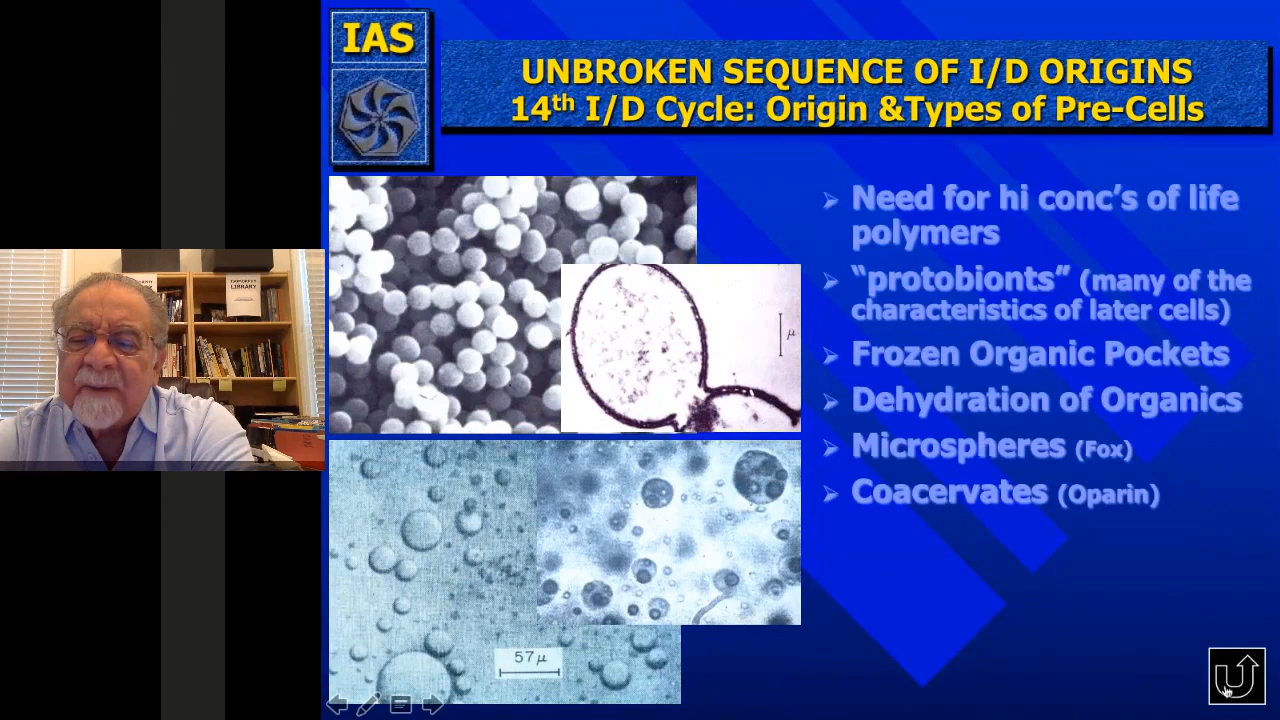 IAS
UNBROKEN SEQUENCE OF I/D ORIGINS
14th I/D Cycle: Origin &Types of Pre-Cells
Need for hi conc’s of life
polymers
“protobionts” (many of the
characteristics of later cells)
Frozen Organic Pockets
Dehydration of Organics
Microspheres (Fox)
Coacervates (Oparin)
μ
57μ
LIBRARY